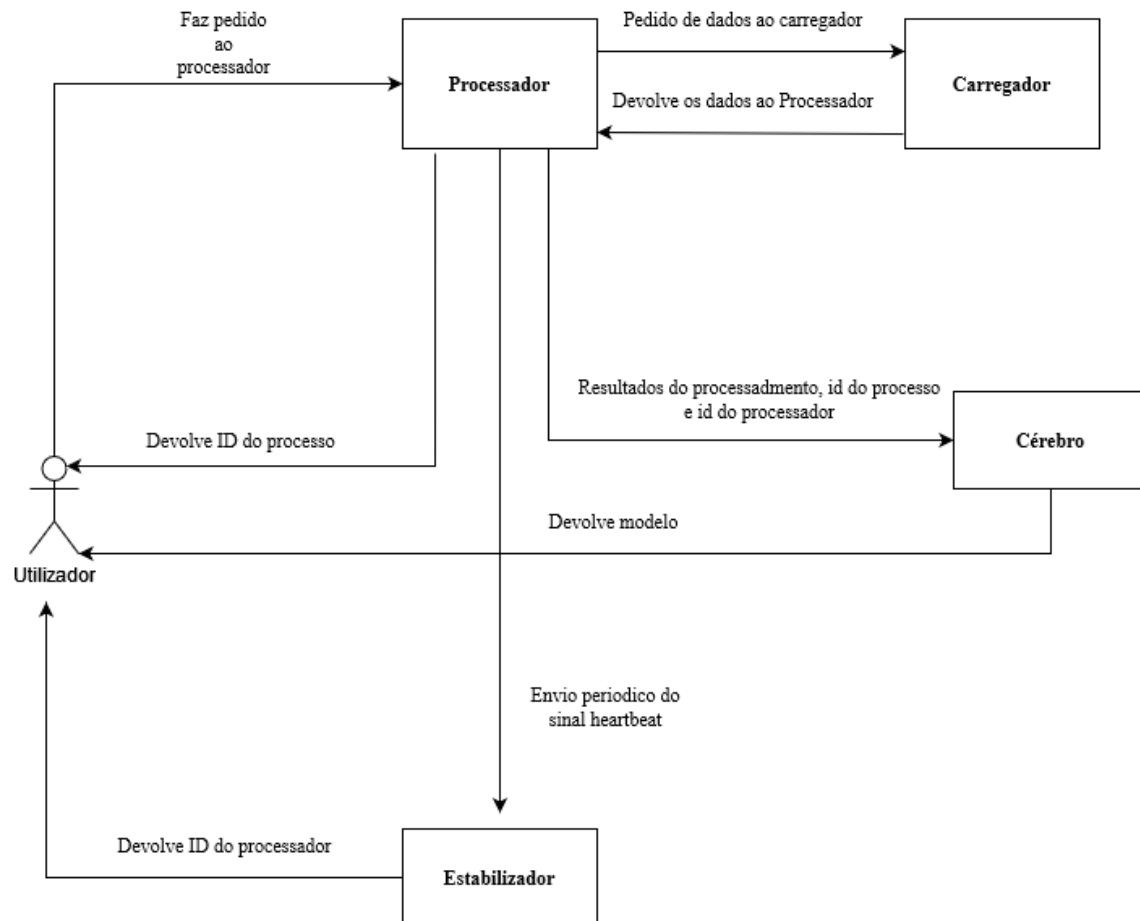 Faz pedido
ao
processador
Pedido de dados ao carregador
Processador
Carregador
Devolve os dados ao Processador
Resultados do processadmento, id do processo
e id do processador
Devolve ID do processo
Cérebro
Devolve modelo
Utilizador
Envio periodico do
sinal heartbeat
Devolve ID do processador
Estabilizador